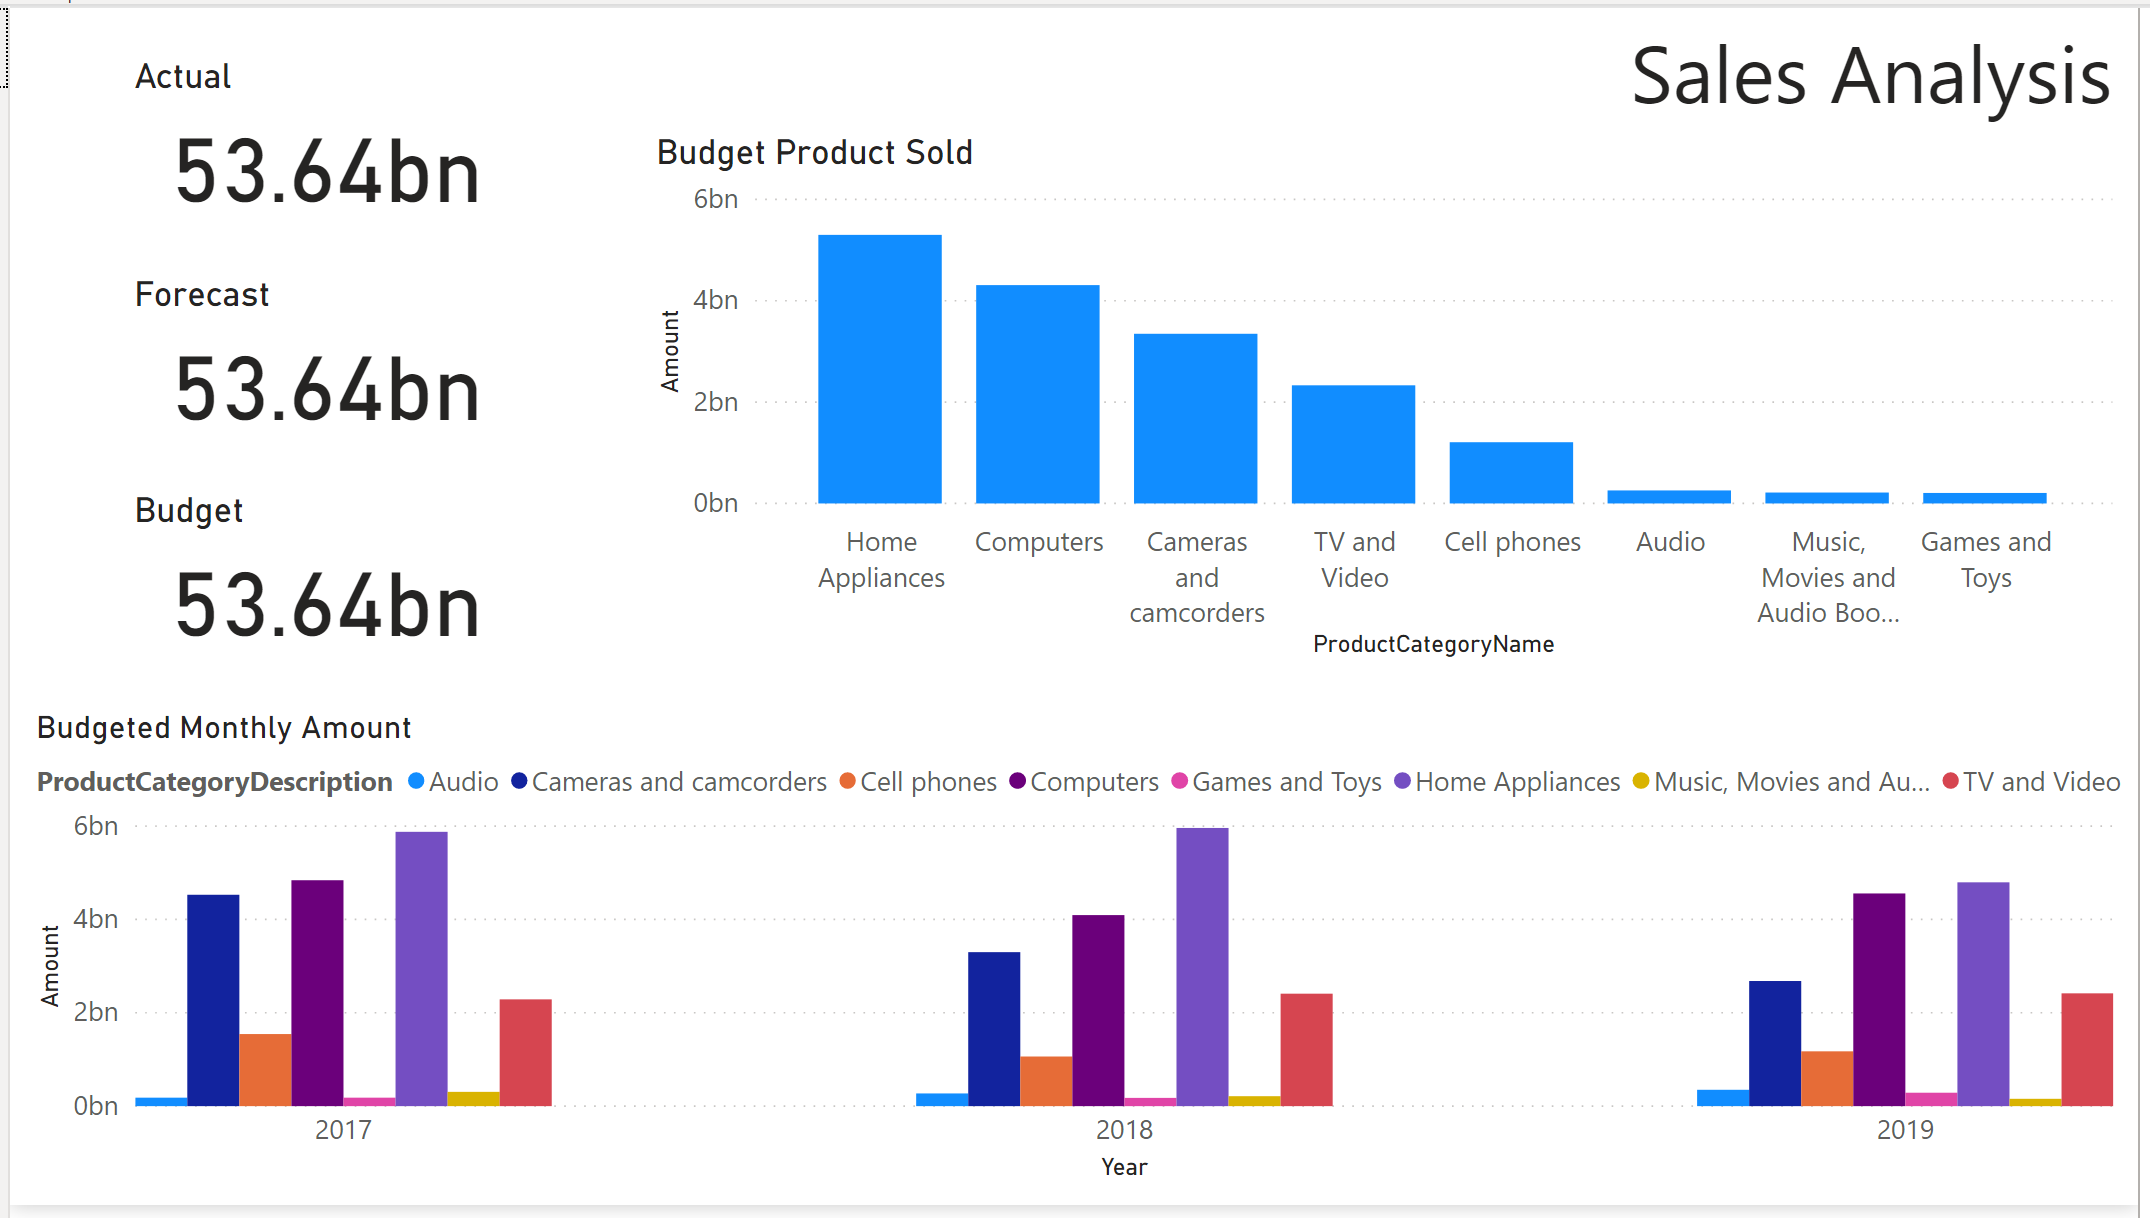 Sales Analysis
Actual
53.64bn
Forecast
53.64bn
Budget
53.64bn
Budget Product Sold
6bn
4bn
2bn
0bn
Amount
Home
Appliances
Computers
Cameras
and
camcorders
TV and
Video
Cell phones
Audio
Music,
Movies and
Audio Boo...
Games and
Toys
ProductCategoryName
Budgeted Monthly Amount
ProductCategoryDescription Audio Cameras and camcorders Cell phones Computers Games and Toys Home Appliances Music, Movies and Au... TV and Video
6bn
4bn
2bn
0bn
Amount
2017 2018 2019
Year